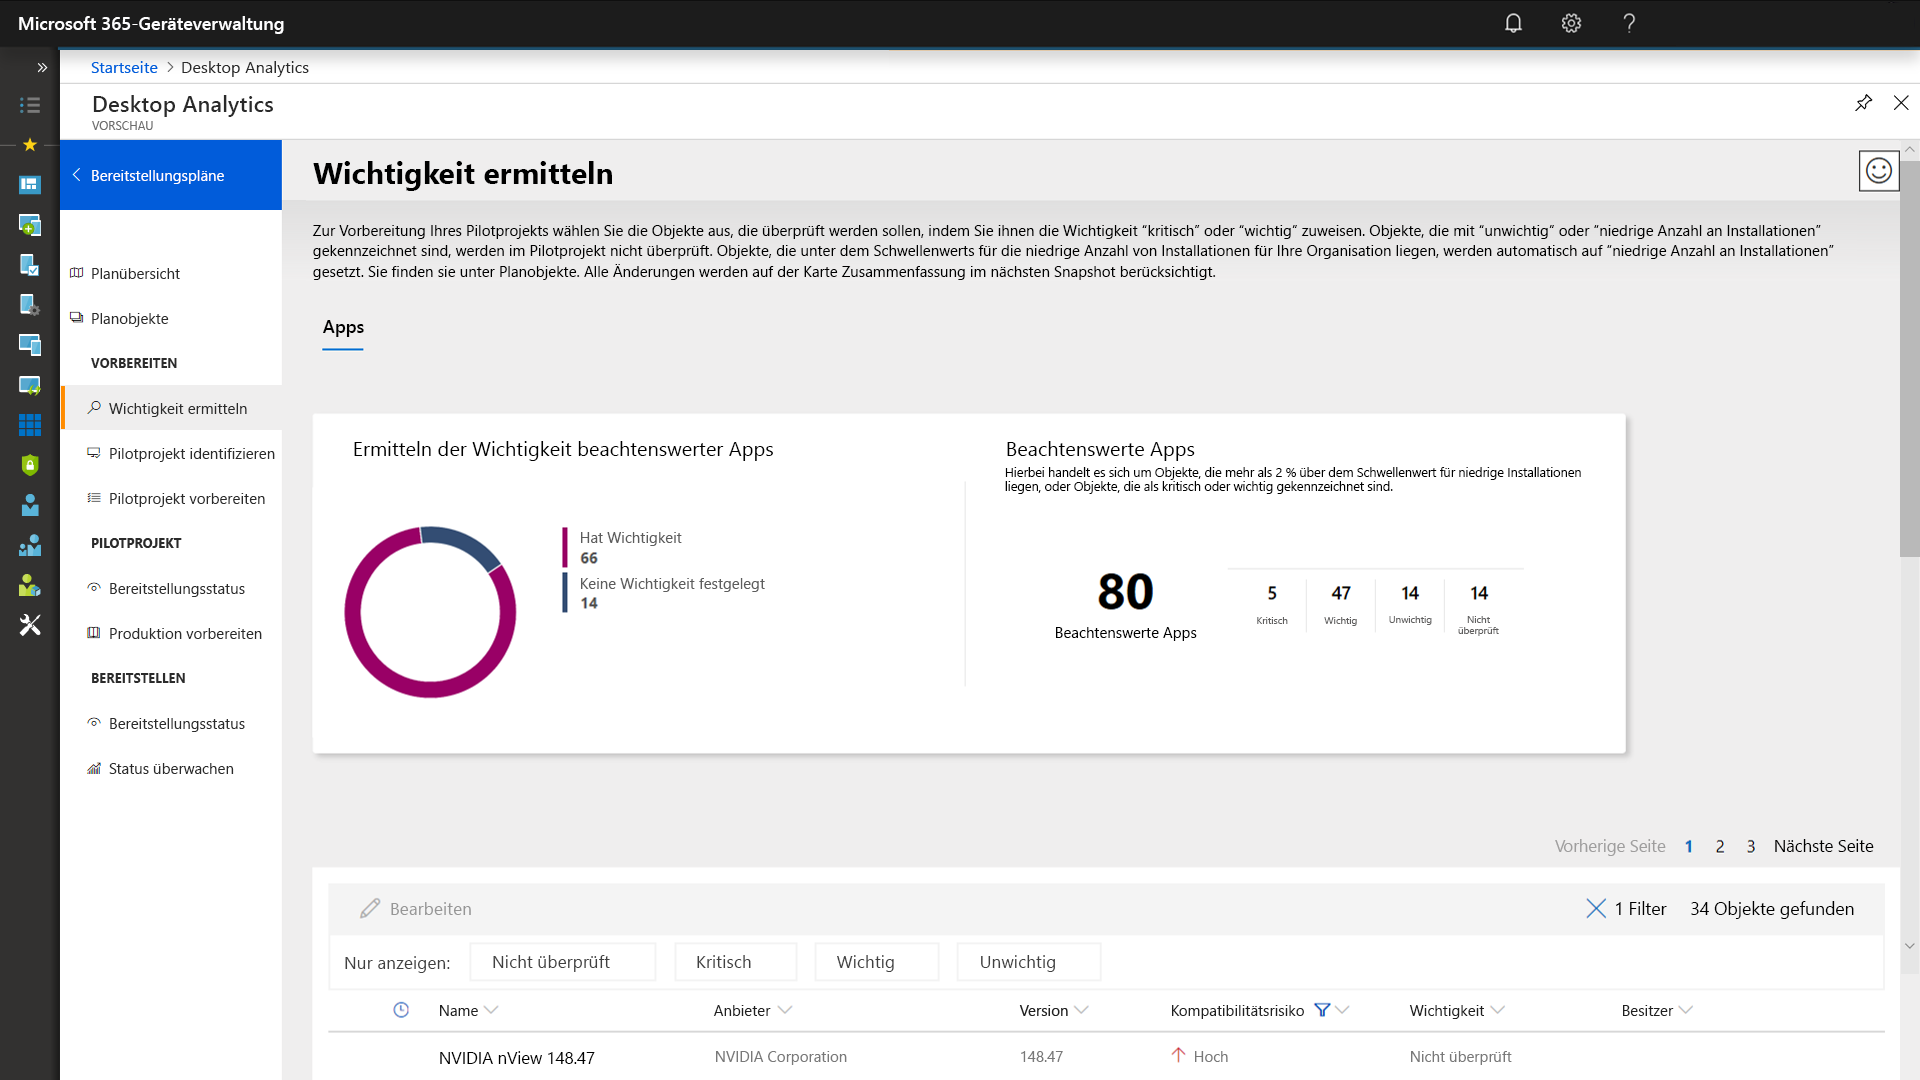 Microsoft 365-Geräteverwaltung
Startseite > Desktop Analytics
Desktop Analytics
VORSCHAU
Bereitstellungspläne
Planübersicht
Planobjekte
VORBEREITEN
Wichtigkeit ermitteln
Pilotprojekt identifizieren
Pilotprojekt vorbereiten
PILOTPROJEKT
Bereitstellungsstatus
Produktion vorbereiten
BEREITSTELLEN
Bereitstellungsstatus
Status überwachen
Wichtigkeit ermitteln
Zur Vorbereitung Ihres Pilotprojekts wählen Sie die Objekte aus, die überprüft werden sollen, indem Sie ihnen die Wichtigkeit “kritisch” oder “wichtig” zuweisen. Objekte, die mit “unwichtig” oder “niedrige Anzahl an Installationen”
gekennzeichnet sind, werden im Pilotprojekt nicht überprüft. Objekte, die unter dem Schwellenwerts für die niedrige Anzahl von Installationen für Ihre Organisation liegen, werden automatisch auf “niedrige Anzahl an Installationen”
gesetzt. Sie finden sie unter Planobjekte. Alle Änderungen werden auf der Karte Zusammenfassung im nächsten Snapshot berücksichtigt.
Apps
Ermitteln der Wichtigkeit beachtenswerter Apps
Hat Wichtigkeit
66
Keine Wichtigkeit festgelegt
14
Beachtenswerte Apps
Hierbei handelt es sich um Objekte, die mehr als 2 % über dem Schwellenwert für niedrige Installationen
liegen, oder Objekte, die als kritisch oder wichtig gekennzeichnet sind.
80
Beachtenswerte Apps
5 47 14 14
Kritisch Wichtig Unwichtig Nicht
überprüft
Vorherige Seite 1 2 3 Nächste Seite
Bearbeiten 1 Filter 34 Objekte gefunden
Nur anzeigen: Nicht überprüft Kritisch Wichtig Unwichtig
Name Anbieter Version Kompatibilitätsrisiko Wichtigkeit Besitzer
NVIDIA nView 148.47 NVIDIA Corporation 148.47 Hoch Nicht überprüft